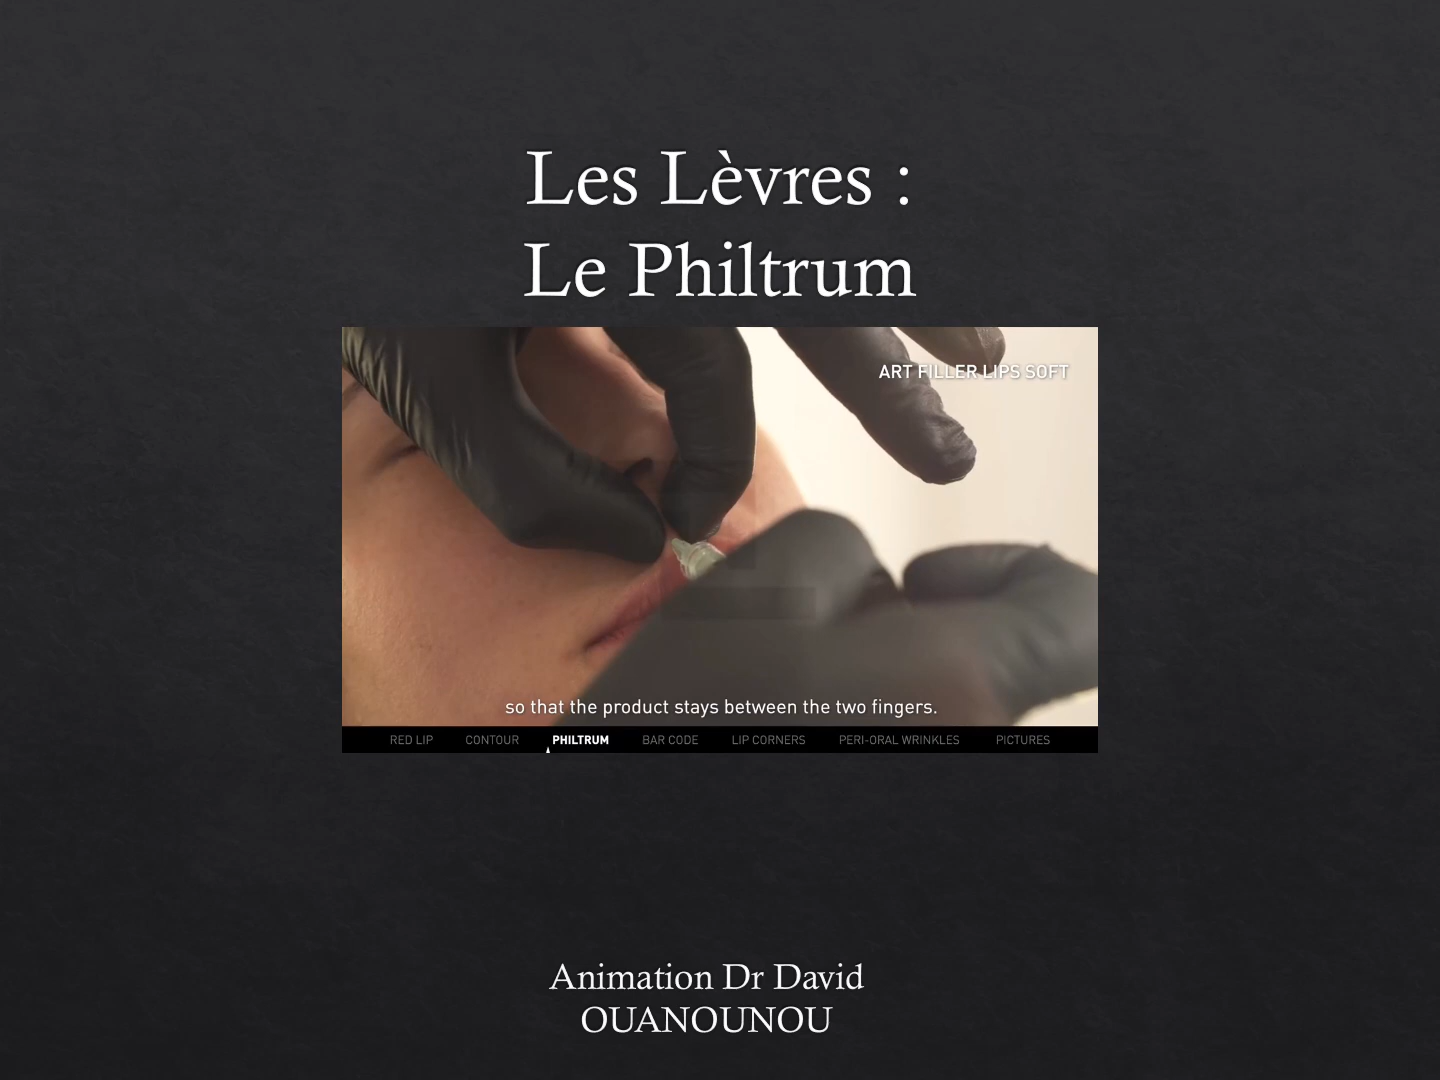 Les Lèvres :
Le Philtrum
ART FILLER LIPS SOFT
so that the product stays between the two fingers.
RED LIP CONTOUR PHILTRUM BAR CODE LIP CORNERS PERI-ORAL WRINKLES PICTURES
Animation Dr David
OUANOUNOU